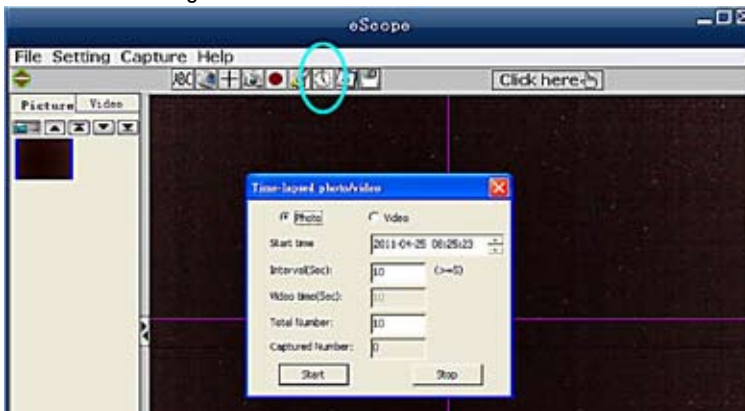 eScope
File Setting Capture Help
ABC
Click here
Picture Video
Time-lapsed photo/video
Photo Video
Start time 2011-04-25 08:25:23
Interval(Sec): 10 (>=5)
Video time(Sec): 10
Total Number: 10
Captured Number: 0
Start Stop